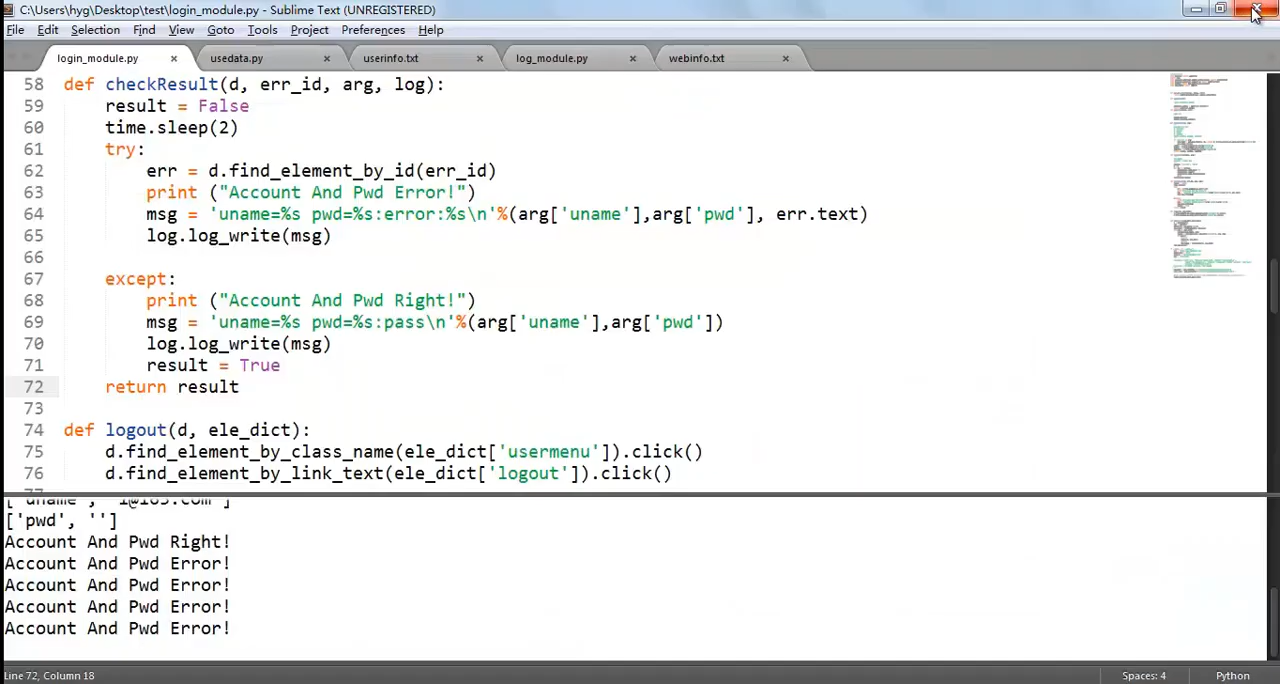 C:\Users\hyg\Desktop\test\login_module.py - Sublime Text (UNREGISTERED)
File Edit Selection Find View Goto Tools Project Preferences Help
login_module.py × usedata.py × userinfo.txt × log_module.py × webinfo.txt ×
58 def checkResult(d, err_id, arg, log):
59 result = False
60 time.sleep(2)
61 try:
62 err = d.find_element_by_id(err_id)
63 print ("Account And Pwd Error!")
64 msg = 'uname=%s pwd=%s:error:%s\n'%(arg['uname'],arg['pwd'], err.text)
65 log.log_write(msg)
66
67 except:
68 print ("Account And Pwd Right!")
69 msg = 'uname=%s pwd=%s:pass\n'%(arg['uname'],arg['pwd'])
70 log.log_write(msg)
71 result = True
72 return result
73
74 def logout(d, ele_dict):
75 d.find_element_by_class_name(ele_dict['usermenu']).click()
76 d.find_element_by_link_text(ele_dict['logout']).click()
['pwd', '']
Account And Pwd Right!
Account And Pwd Error!
Account And Pwd Error!
Account And Pwd Error!
Account And Pwd Error!
Line 72, Column 18 Spaces: 4 Python